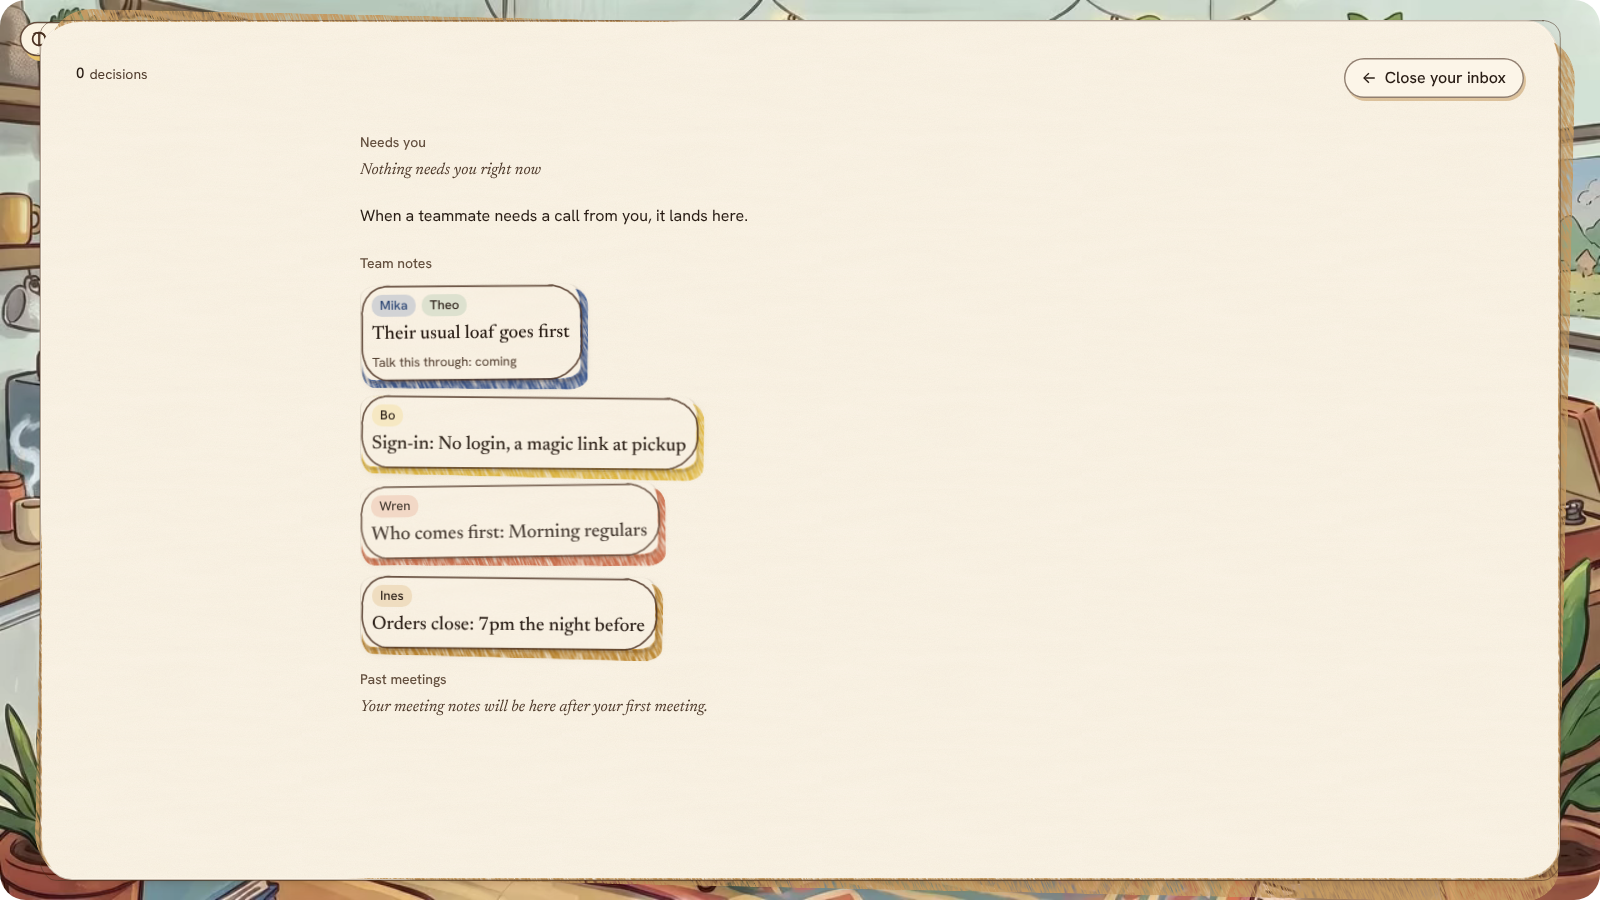 0 decisions
Close your inbox
Needs you
Nothing needs you right now
When a teammate needs a call from you, it lands here.
Team notes
Mika Theo
Their usual loaf goes first
Talk this through: coming
Bo
Sign-in: No login, a magic link at pickup
Wren
Who comes first: Morning regulars
Ines
Orders close: 7pm the night before
Past meetings
Your meeting notes will be here after your first meeting.